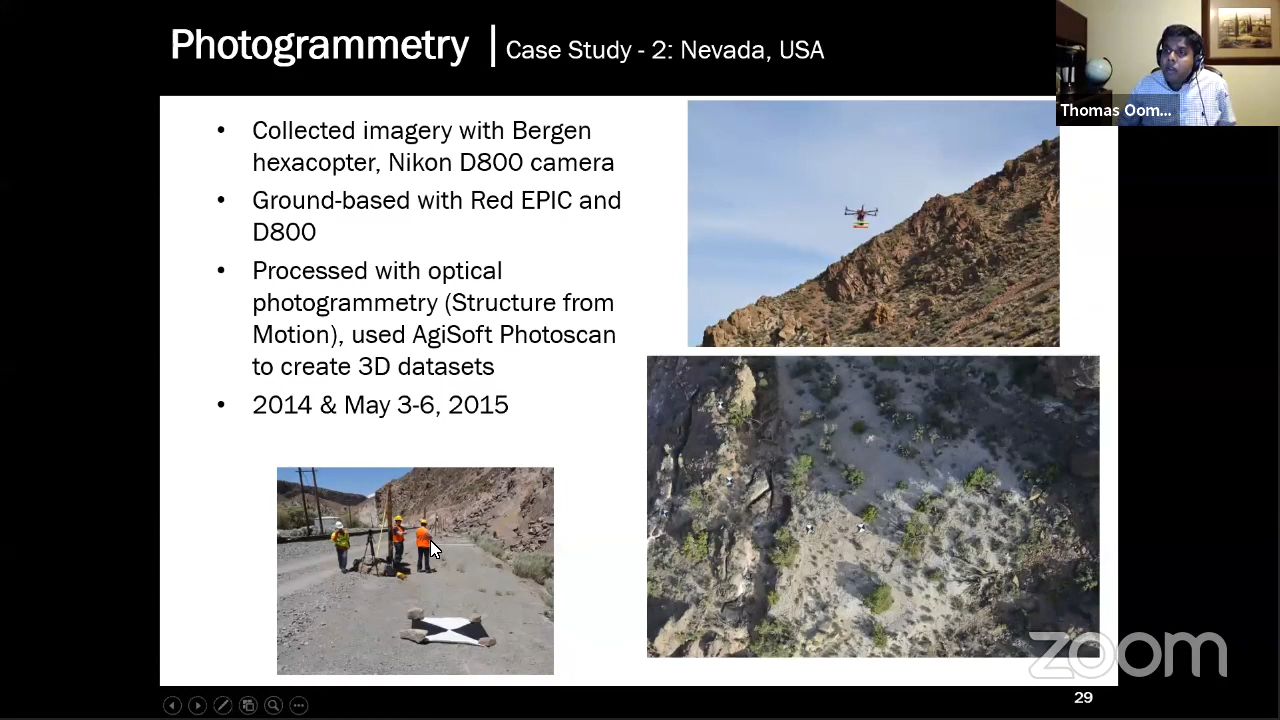 Photogrammetry | Case Study - 2: Nevada, USA
Thomas Oom...
• Collected imagery with Bergen
hexacopter, Nikon D800 camera
• Ground-based with Red EPIC and
D800
• Processed with optical
photogrammetry (Structure from
Motion), used AgiSoft Photoscan
to create 3D datasets
• 2014 & May 3-6, 2015
zoom
29